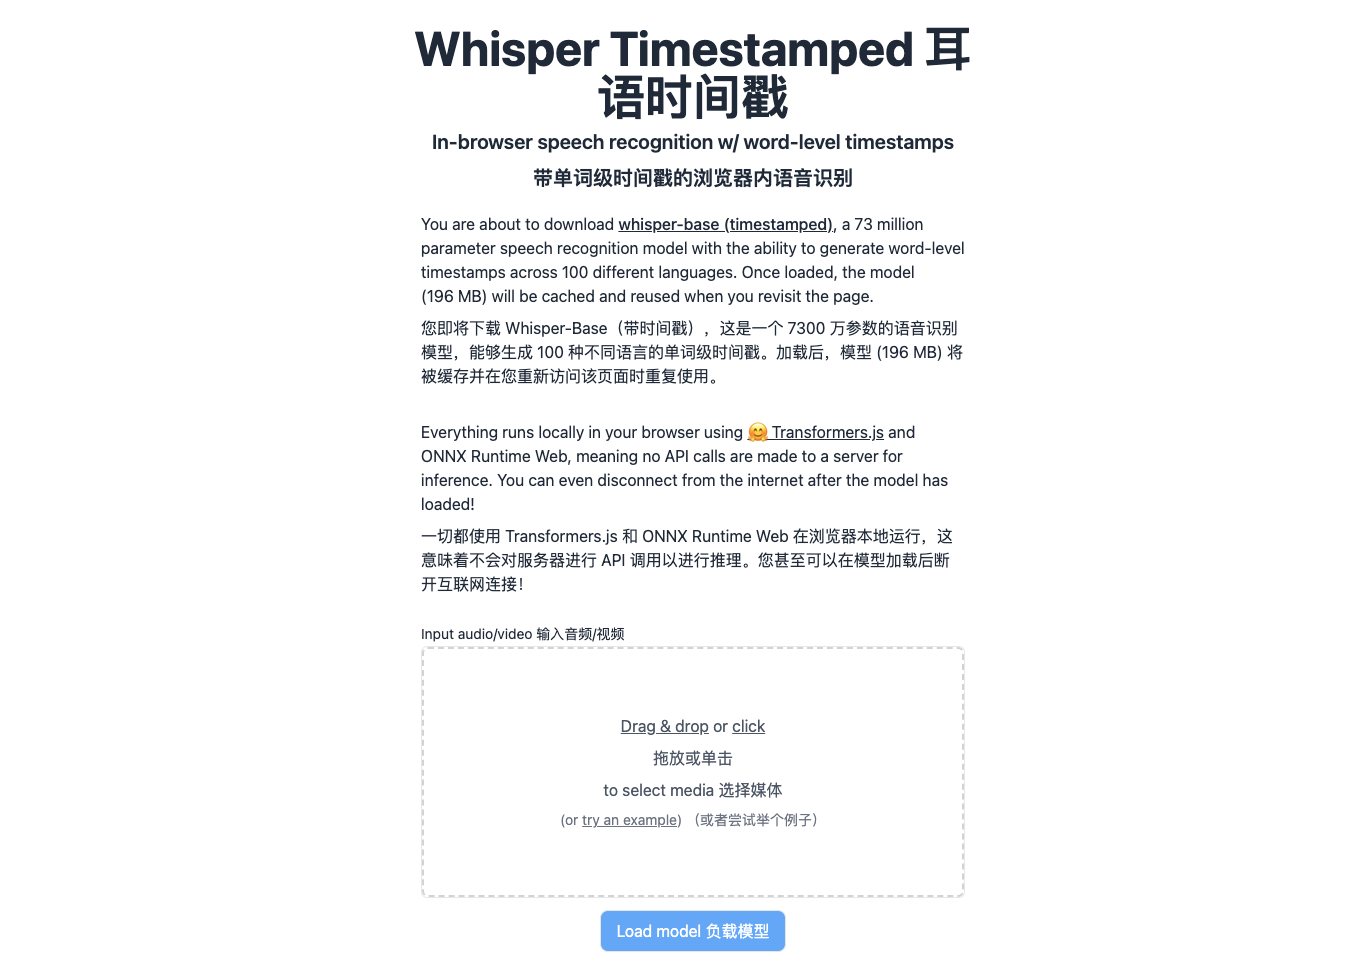 Whisper Timestamped 耳
语时间戳
In-browser speech recognition w/ word-level timestamps
带单词级时间戳的浏览器内语音识别
You are about to download whisper-base (timestamped), a 73 million
parameter speech recognition model with the ability to generate word-level
timestamps across 100 different languages. Once loaded, the model
(196 MB) will be cached and reused when you revisit the page.
您即将下载 Whisper-Base（带时间戳），这是一个 7300 万参数的语音识别
模型，能够生成 100 种不同语言的单词级时间戳。加载后，模型 (196 MB) 将
被缓存并在您重新访问该页面时重复使用。
Everything runs locally in your browser using 🤗 Transformers.js and
ONNX Runtime Web, meaning no API calls are made to a server for
inference. You can even disconnect from the internet after the model has
loaded!
一切都使用 Transformers.js 和 ONNX Runtime Web 在浏览器本地运行，这
意味着不会对服务器进行 API 调用以进行推理。您甚至可以在模型加载后断
开互联网连接！
Input audio/video 输入音频/视频
Drag & drop or click
拖放或单击
to select media 选择媒体
(or try an example) （或者尝试举个例子）
Load model 负载模型